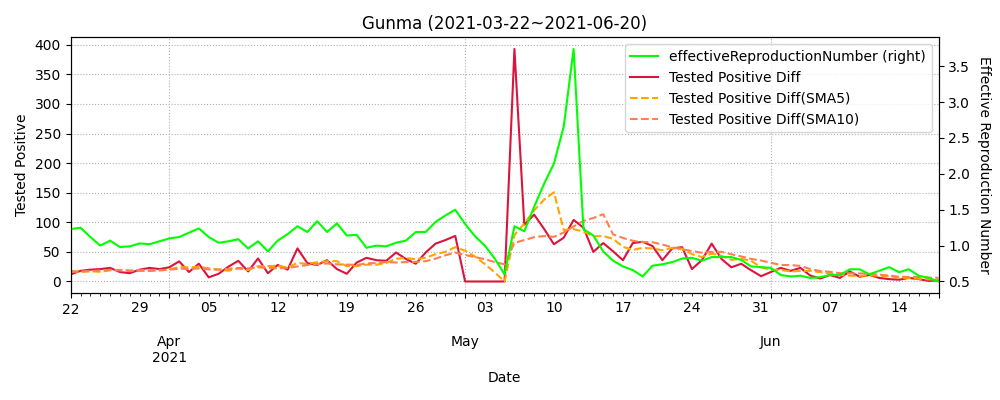 Gunma (2021-03-22~2021-06-20)
effectiveReproductionNumber (right)
Tested Positive Diff
Tested Positive Diff(SMA5)
Tested Positive Diff(SMA10)
Tested Positive
400
350
300
250
200
150
100
50
0
Effective Reproduction Number
3.5
3.0
2.5
2.0
1.5
1.0
0.5
22 29 05 12 19 26 03 10 17 24 31 07 14
Apr May Jun
2021
Date